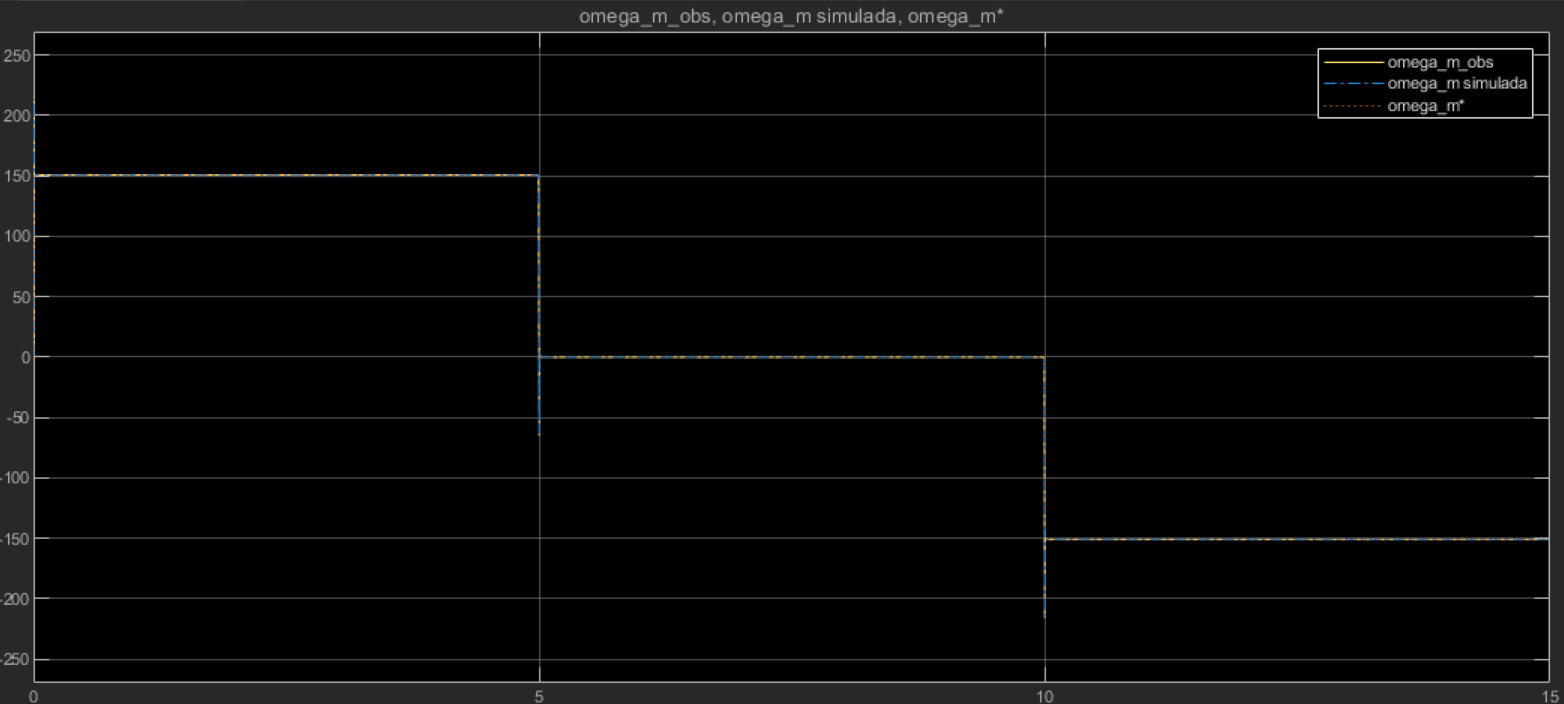 omega_m_obs, omega_m simulada, omega_m*
omega_m_obs
omega_m simulada
omega_m*
250
200
150
100
50
0
-50
-100
-150
-200
-250
0 5 10 15